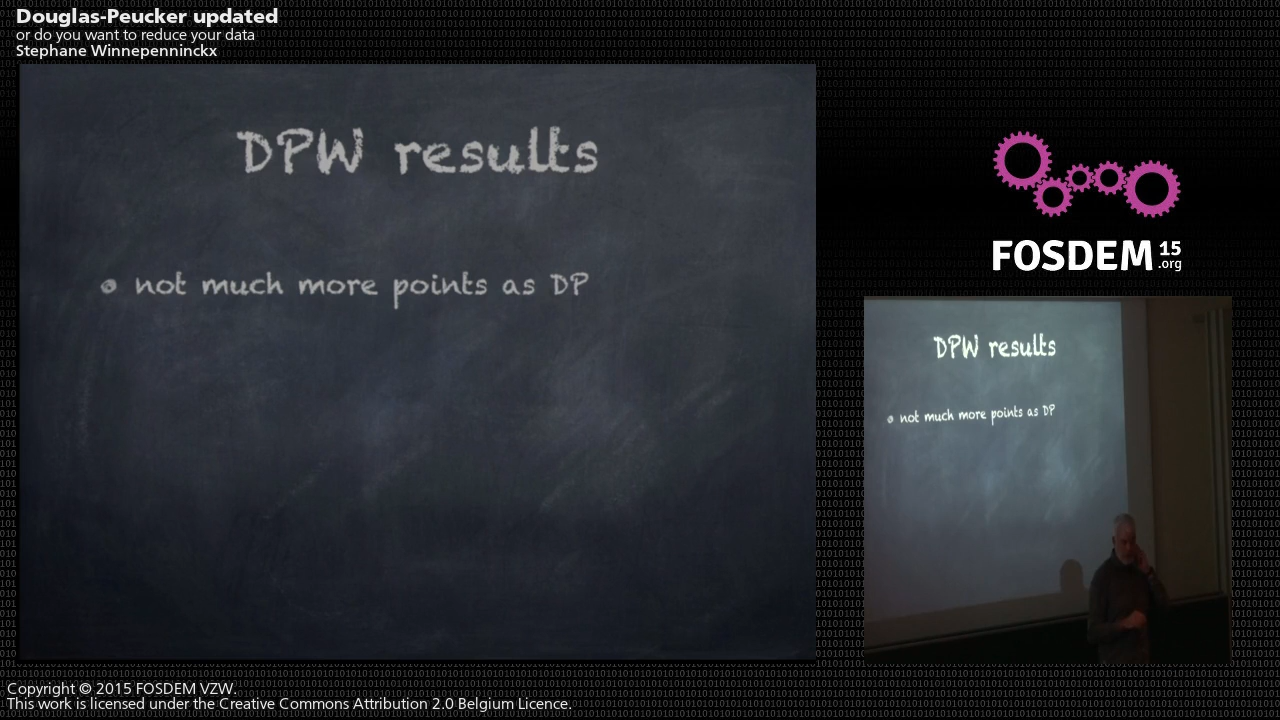 Douglas-Peucker updated
or do you want to reduce your data
Stephane Winnepenninckx
DPW results
not much more points as DP
FOSDEM 15
.org
DPW results
not much more points as DP
Copyright © 2015 FOSDEM VZW.
This work is licensed under the Creative Commons Attribution 2.0 Belgium Licence.